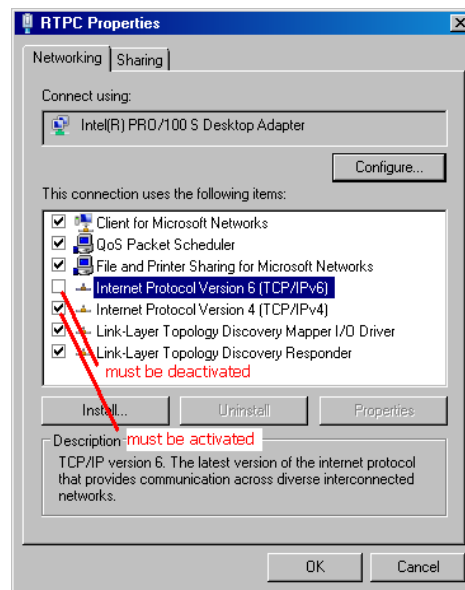 RTPC Properties
Networking
Sharing
Connect using:
Intel(R) PRO/100 S Desktop Adapter
Configure...
This connection uses the following items:
Client for Microsoft Networks
QoS Packet Scheduler
File and Printer Sharing for Microsoft Networks
Internet Protocol Version 6 (TCP/IPv6)
Internet Protocol Version 4 (TCP/IPv4)
Link-Layer Topology Discovery Mapper I/O Driver
Link-Layer Topology Discovery Responder
must be deactivated
Install...
Uninstall
Properties
Description
must be activated
TCP/IP version 6. The latest version of the internet protocol
that provides communication across diverse interconnected
networks.
OK
Cancel